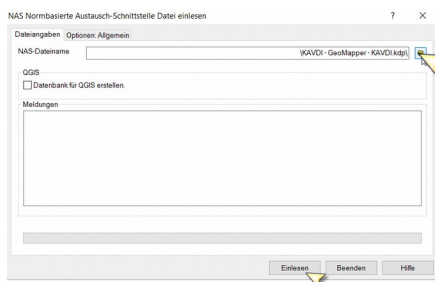 NAS Normbasierte Austausch-Schnittstelle Datei einlesen ? X
Dateiangaben Optionen: Allgemein
NAS-Dateiname \KAVDI - GeoMapper - KAVDI.kdp\
QGIS
Datenbank für QGIS erstellen.
Meldungen
Einlesen Beenden Hilfe